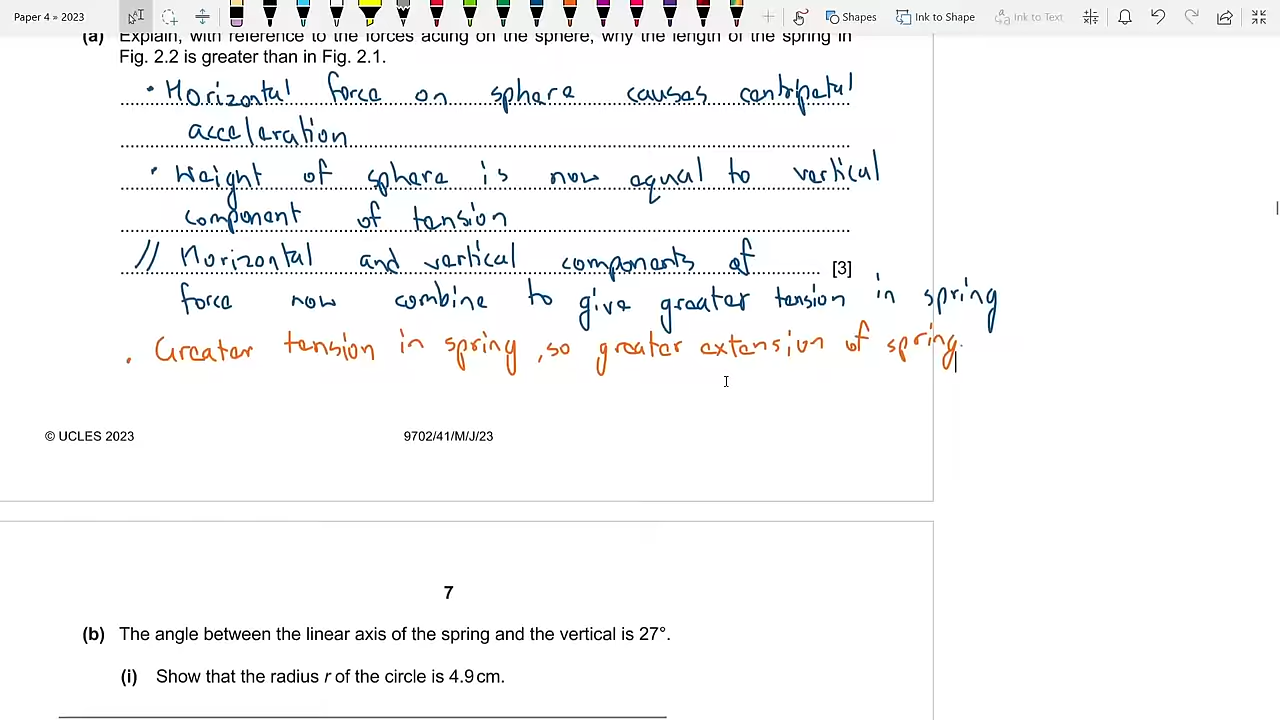 Paper 4 » 2023
Shapes
Ink to Shape
Ink to Text
(a) Explain, with reference to the forces acting on the sphere, why the length of the spring in
Fig. 2.2 is greater than in Fig. 2.1.
• Horizontal force on sphere causes centripetal
acceleration
• Weight of sphere is now equal to vertical
component of tension
// Horizontal and vertical components of
[3]
force now combine to give greater tension in spring
• Greater tension in spring, so greater extension of spring.
© UCLES 2023
9702/41/M/J/23
7
(b) The angle between the linear axis of the spring and the vertical is 27°.
(i) Show that the radius r of the circle is 4.9 cm.